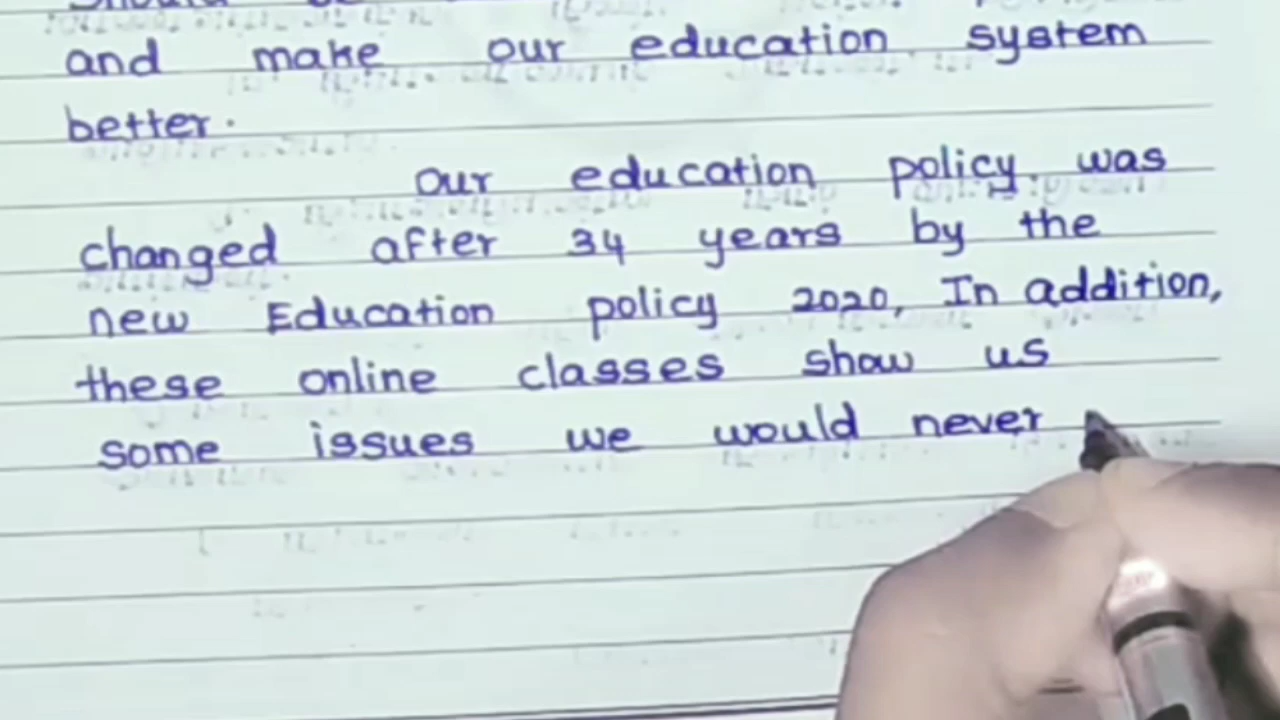 and make our education system
better.
Our education policy was
changed after 34 years by the
new Education policy 2020, In addition,
these online classes show us
some issues we would never